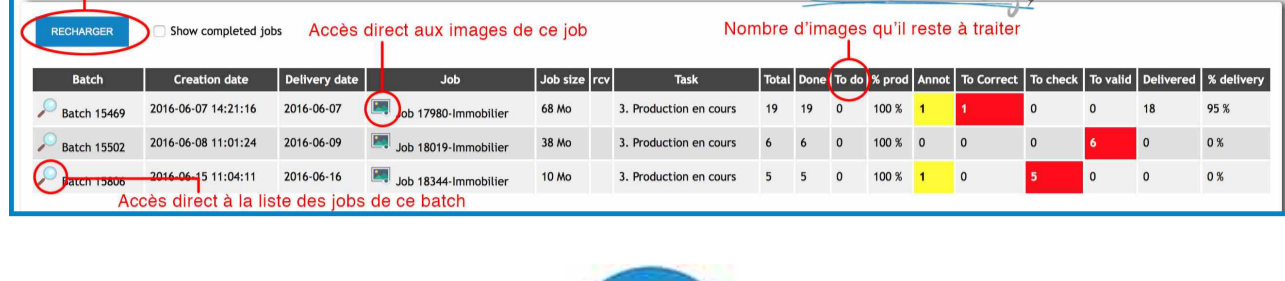 RECHARGER Show completed jobs Accès direct aux images de ce job Nombre d'images qu'il reste à traiter
Batch Creation date Delivery date Job Job size rcv Task Total Done To do % prod Annot To Correct To check To valid Delivered % delivery
Batch 15469 2016-06-07 14:21:16 2016-06-07 Job 17980-Immobilier 68 Mo 3. Production en cours 19 19 0 100 % 1 1 0 0 18 95 %
Batch 15502 2016-06-08 11:01:24 2016-06-09 Job 18019-Immobilier 38 Mo 3. Production en cours 6 6 0 100 % 0 0 0 6 0 0 %
Batch 15806 2016-06-15 11:04:11 2016-06-16 Job 18344-Immobilier 10 Mo 3. Production en cours 5 5 0 100 % 1 0 5 0 0 0 %
Accès direct à la liste des jobs de ce batch